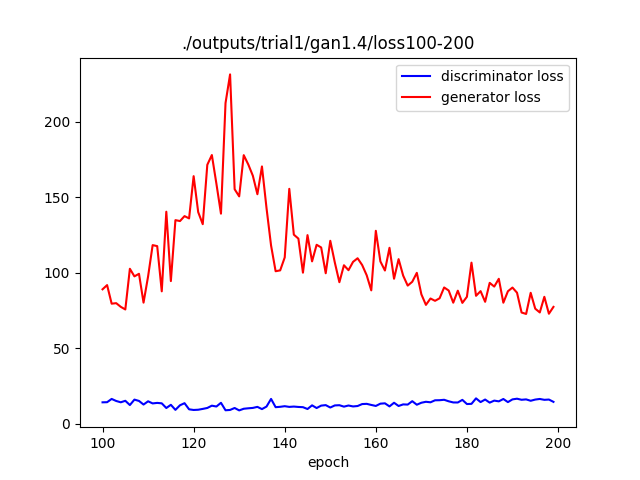 ./outputs/trial1/gan1.4/loss100-200
discriminator loss
generator loss
200
150
100
50
0
100 120 140 160 180 200
epoch